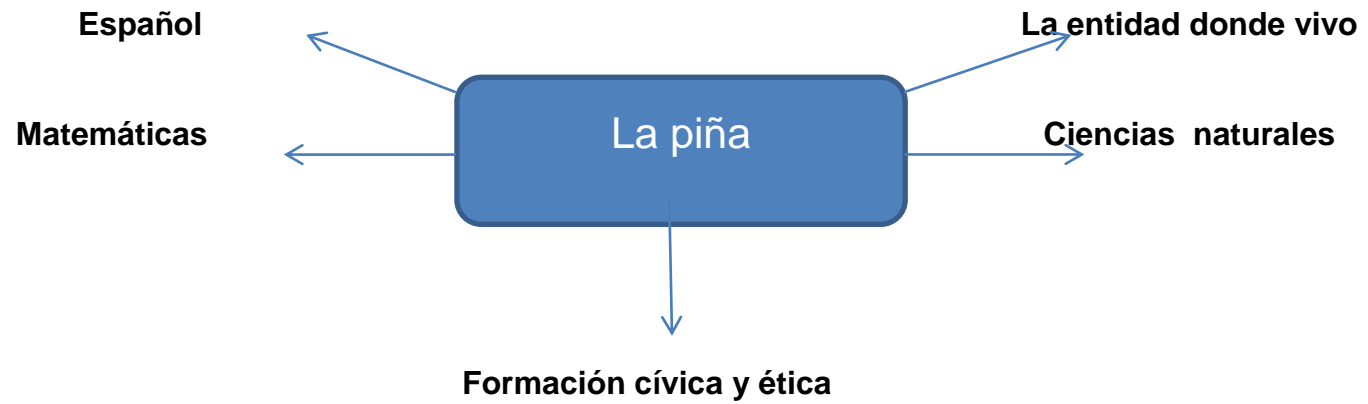 Español
La entidad donde vivo
La piña
Matemáticas
Ciencias naturales
Formación cívica y ética